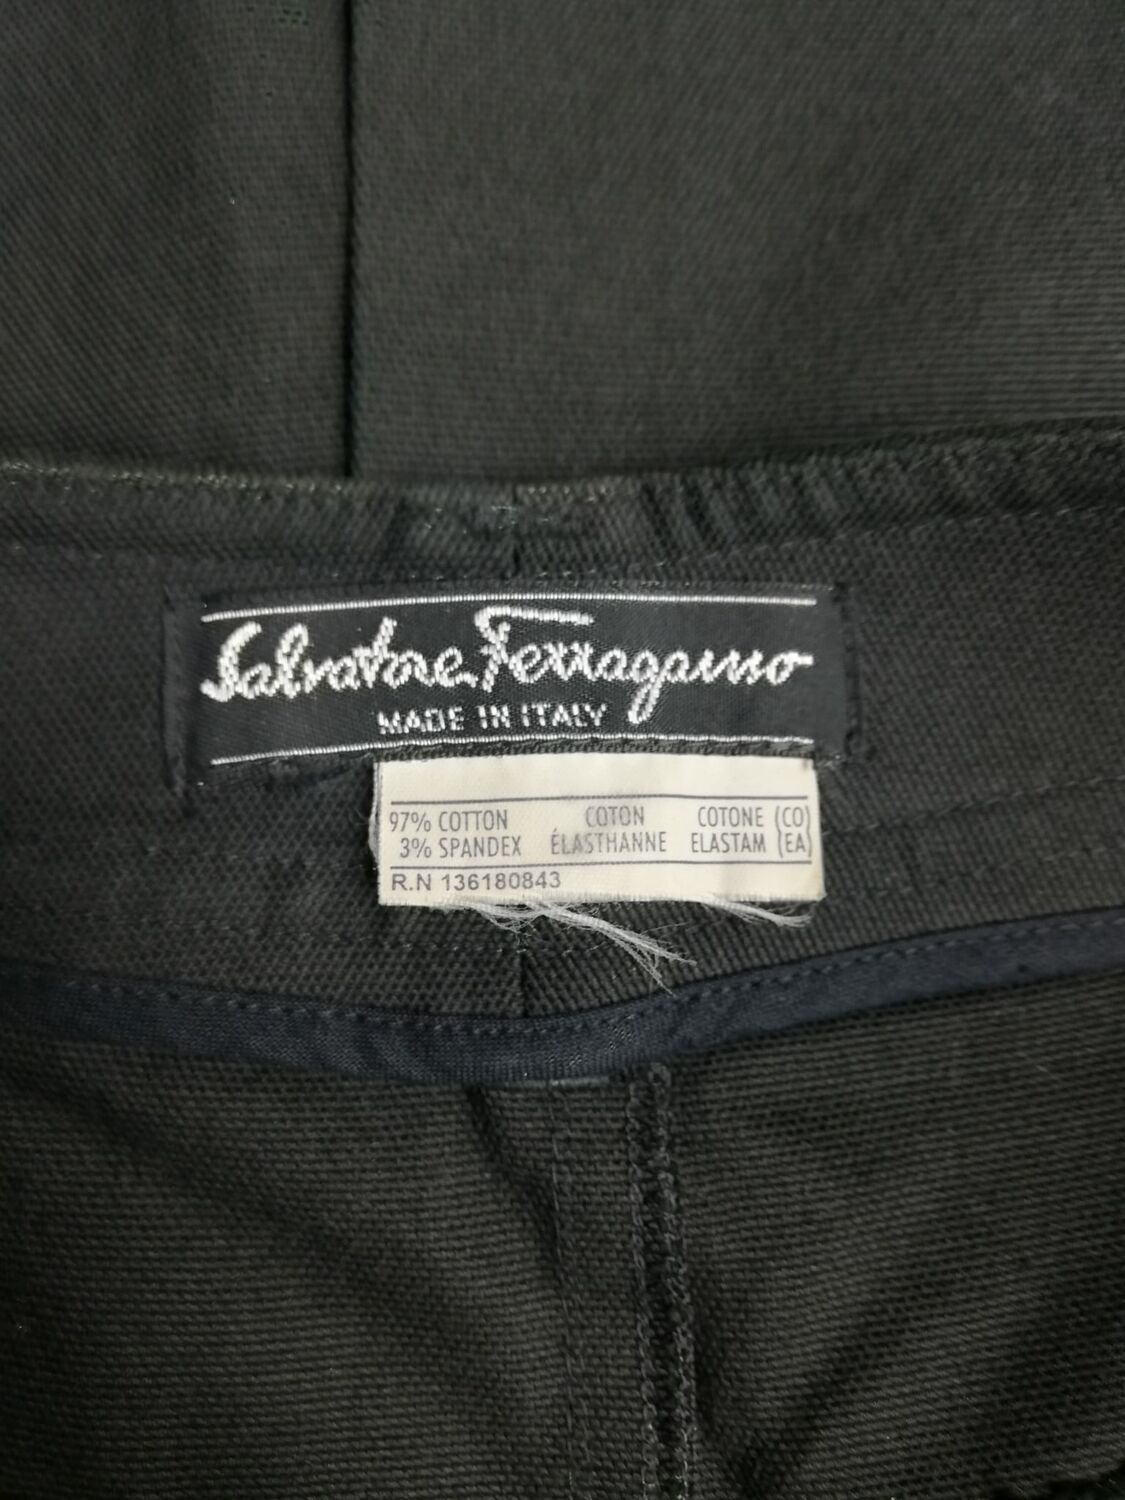 Salvatore Ferragamo
MADE IN ITALY
97% COTTON COTON COTONE (CO)
3% SPANDEX ÉLASTHANNE ELASTAM (EA)
R.N 136180843